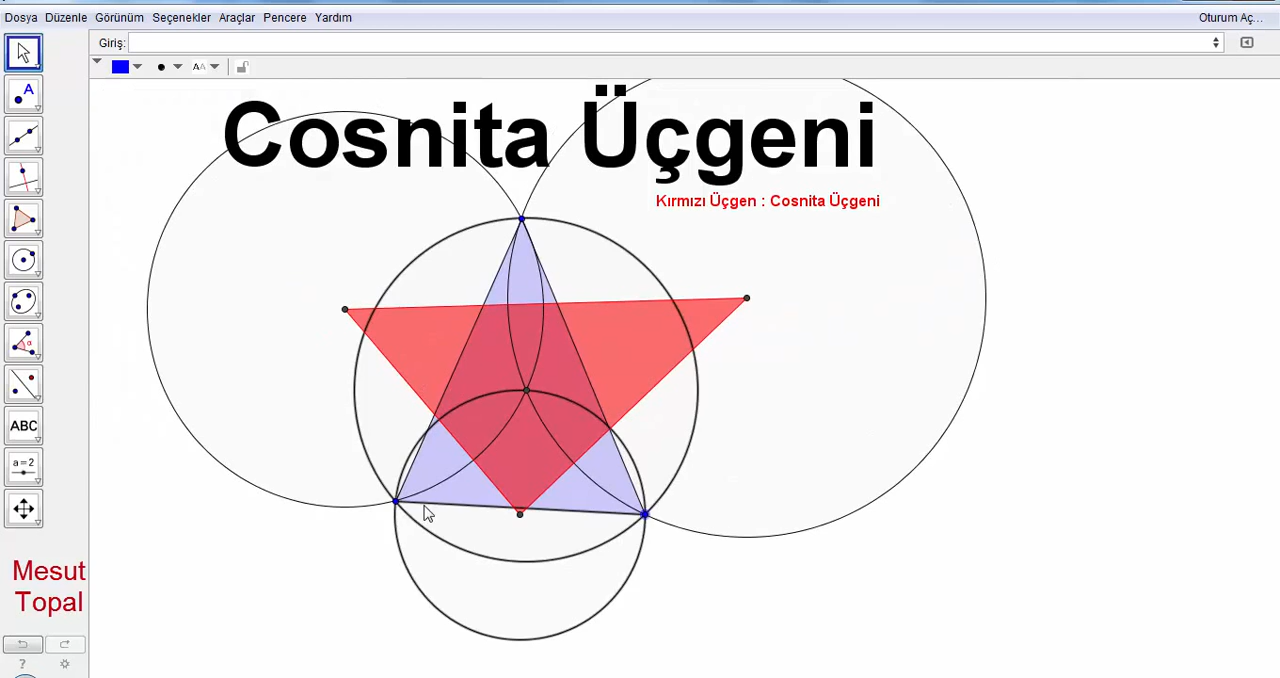 Dosya Düzenle Görünüm Seçenekler Araçlar Pencere Yardım Oturum Aç...
Giriş:
AA
A
Cosnita Üçgeni
Kırmızı Üçgen : Cosnita Üçgeni
α
ABC
a=2
Mesut
Topal
?